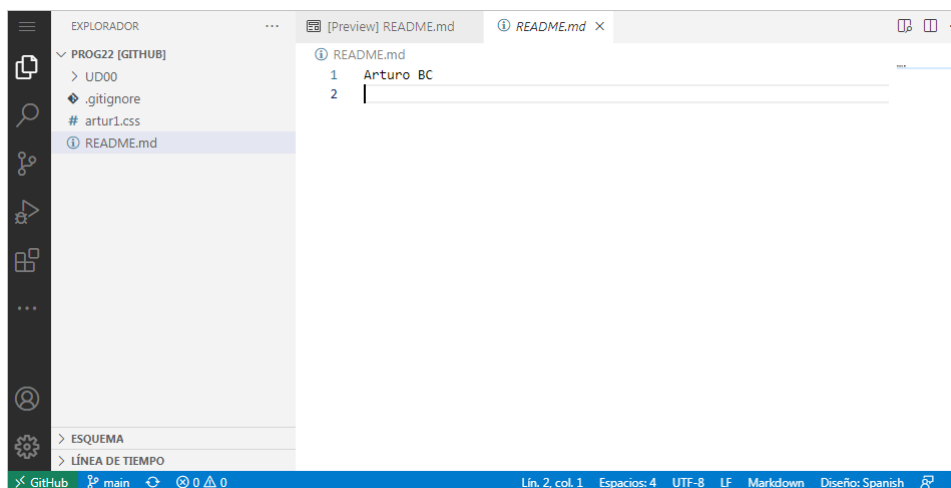 EXPLORADOR ...
PROG22 [GITHUB]
UD00
.gitignore
# artur1.css
README.md
ESQUEMA
LÍNEA DE TIEMPO
[Preview] README.md
README.md
README.md
1 Arturo BC
2
GitHub main 0 0 Lín. 2, col. 1 Espacios: 4 UTF-8 LF Markdown Diseño: Spanish